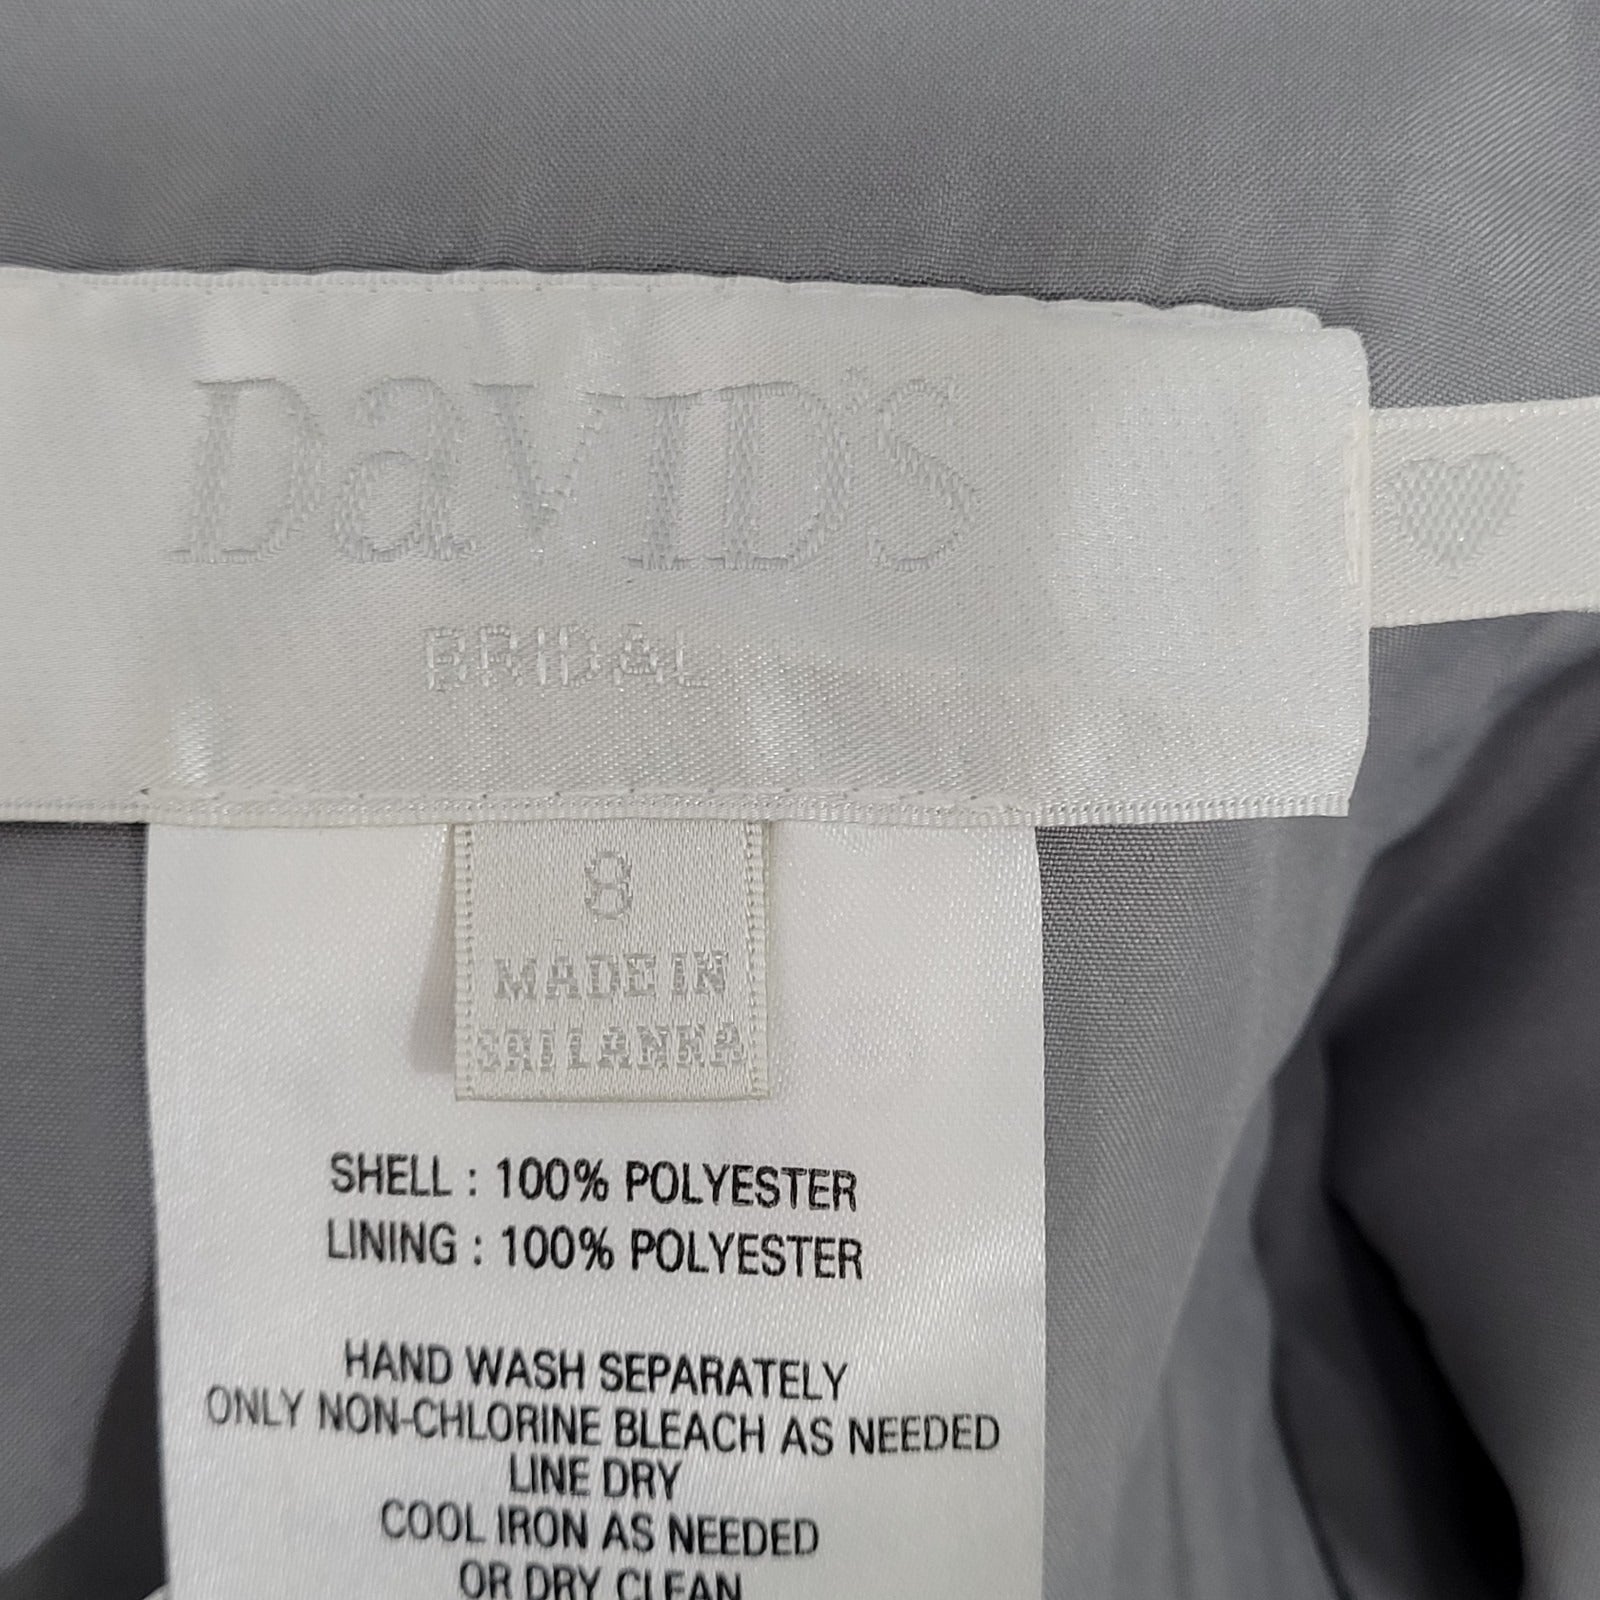 DaVID'S
BRIDAL
8
MADE IN
SRI LANKA
SHELL : 100% POLYESTER
LINING : 100% POLYESTER
HAND WASH SEPARATELY
ONLY NON-CHLORINE BLEACH AS NEEDED
LINE DRY
COOL IRON AS NEEDED
OR DRY CLEAN